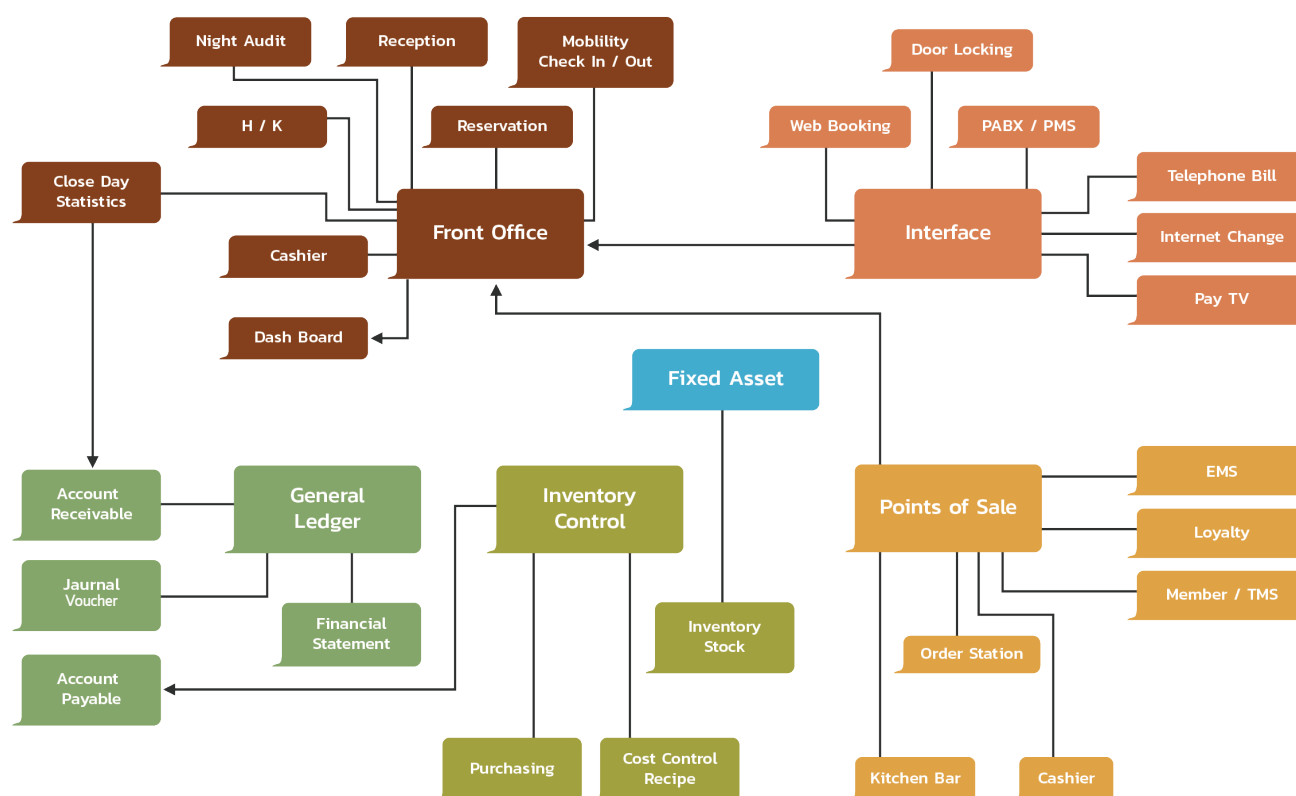 Night Audit
Reception
Moblility
Check In / Out
Door Locking
H / K
Reservation
Web Booking
PABX / PMS
Close Day
Statistics
Telephone Bill
Front Office
Interface
Internet Change
Cashier
Pay TV
Dash Board
Fixed Asset
Account
Receivable
General
Ledger
Inventory
Control
Points of Sale
EMS
Loyalty
Jaurnal
Voucher
Member / TMS
Financial
Statement
Inventory
Stock
Order Station
Account
Payable
Purchasing
Cost Control
Recipe
Kitchen Bar
Cashier